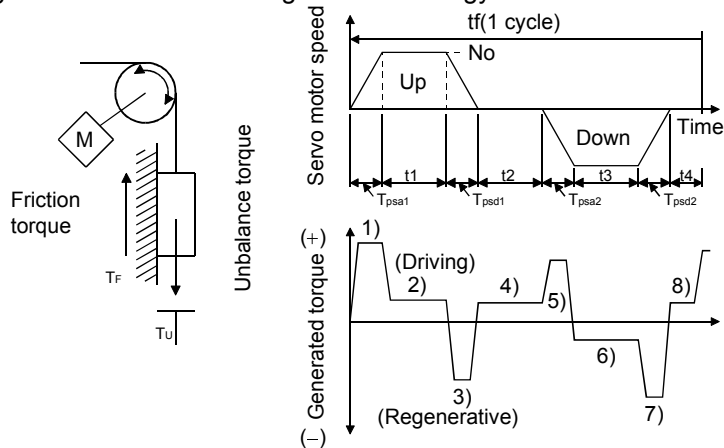 M
Friction
torque
TF
TU
Unbalance torque
Servo motor speed
tf(1 cycle)
No
Up
Down
Time
t1
t2
t3
t4
Tpsa1
Tpsd1
Tpsa2
Tpsd2
Generated torque
(+)
(−)
1)
(Driving)
2)
3)
(Regenerative)
4)
5)
6)
7)
8)